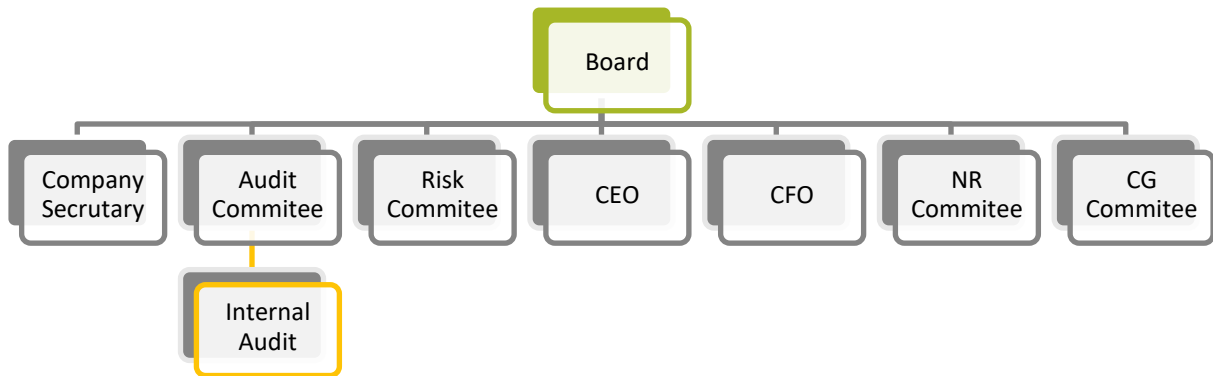 Board
Company
Secrutary
Audit
Commitee
Risk
Commitee
CEO
CFO
NR
Commitee
CG
Commitee
Internal
Audit